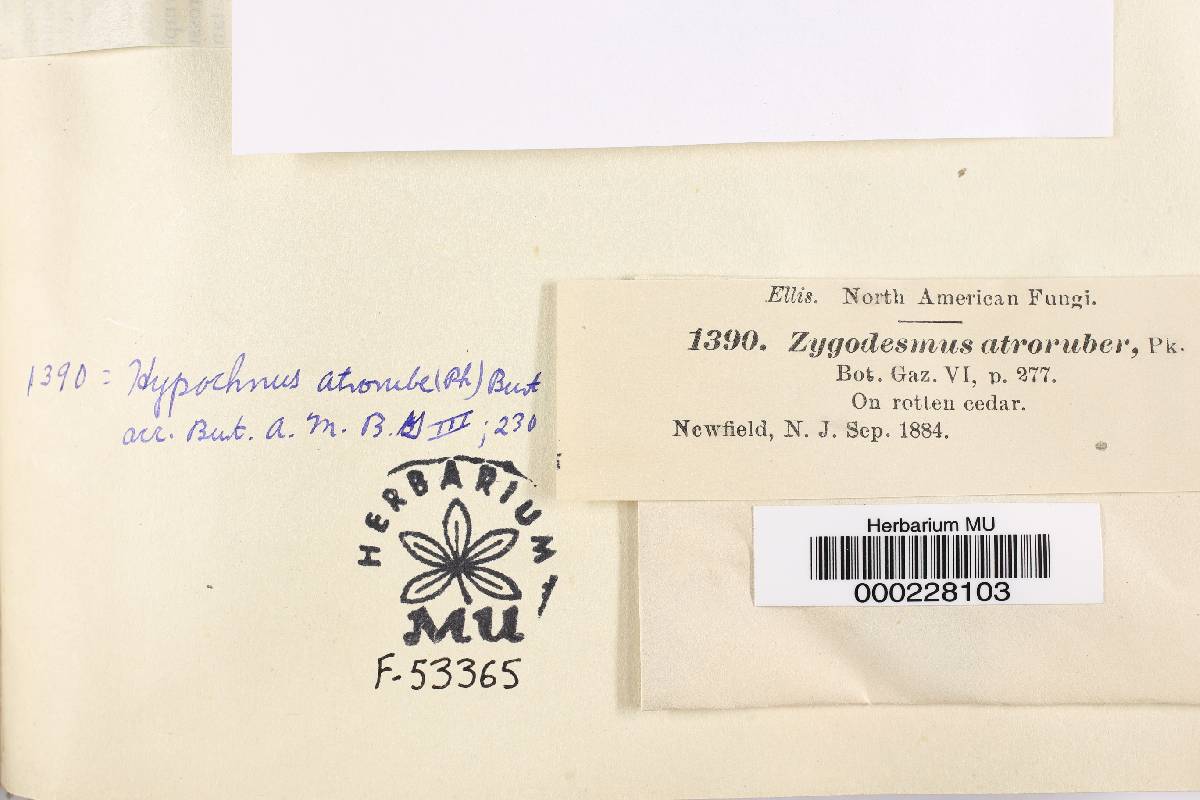 Ellis. North American Fungi.
1390. Zygodesmus atroruber, Pk.
Bot. Gaz. VI, p. 277.
On rotten cedar.
Newfield, N. J. Sep. 1884.
1390 = Hypochnus atrorube (Pk) Burt
acc. Burt. A. M. B. G III; 230
HERBARIUM
MU
F-53365
Herbarium MU
000228103